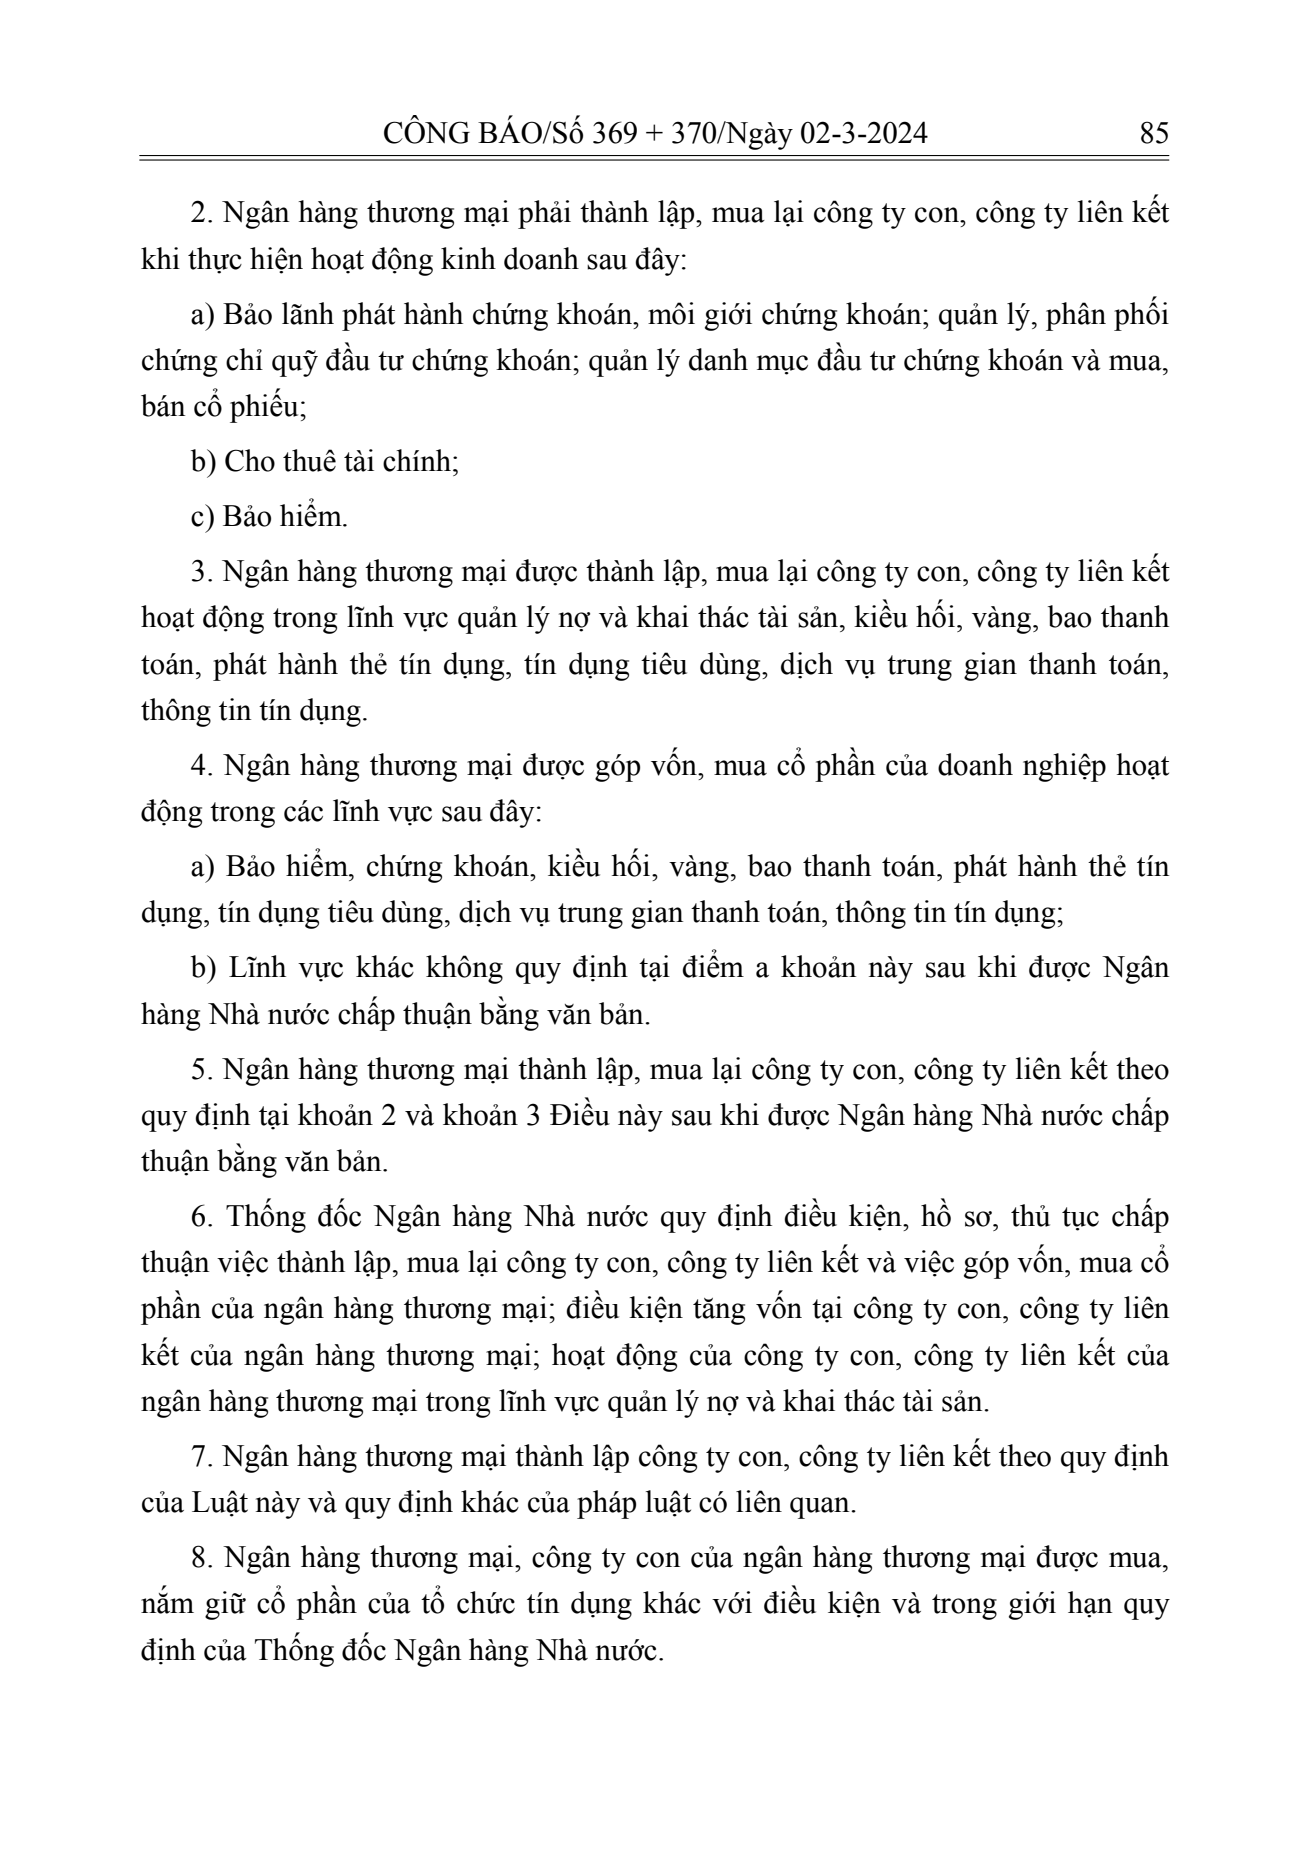 CÔNG BÁO/Số 369 + 370/Ngày 02-3-2024 85
2. Ngân hàng thương mại phải thành lập, mua lại công ty con, công ty liên kết
khi thực hiện hoạt động kinh doanh sau đây:
a) Bảo lãnh phát hành chứng khoán, môi giới chứng khoán; quản lý, phân phối
chứng chỉ quỹ đầu tư chứng khoán; quản lý danh mục đầu tư chứng khoán và mua,
bán cổ phiếu;
b) Cho thuê tài chính;
c) Bảo hiểm.
3. Ngân hàng thương mại được thành lập, mua lại công ty con, công ty liên kết
hoạt động trong lĩnh vực quản lý nợ và khai thác tài sản, kiều hối, vàng, bao thanh
toán, phát hành thẻ tín dụng, tín dụng tiêu dùng, dịch vụ trung gian thanh toán,
thông tin tín dụng.
4. Ngân hàng thương mại được góp vốn, mua cổ phần của doanh nghiệp hoạt
động trong các lĩnh vực sau đây:
a) Bảo hiểm, chứng khoán, kiều hối, vàng, bao thanh toán, phát hành thẻ tín
dụng, tín dụng tiêu dùng, dịch vụ trung gian thanh toán, thông tin tín dụng;
b) Lĩnh vực khác không quy định tại điểm a khoản này sau khi được Ngân
hàng Nhà nước chấp thuận bằng văn bản.
5. Ngân hàng thương mại thành lập, mua lại công ty con, công ty liên kết theo
quy định tại khoản 2 và khoản 3 Điều này sau khi được Ngân hàng Nhà nước chấp
thuận bằng văn bản.
6. Thống đốc Ngân hàng Nhà nước quy định điều kiện, hồ sơ, thủ tục chấp
thuận việc thành lập, mua lại công ty con, công ty liên kết và việc góp vốn, mua cổ
phần của ngân hàng thương mại; điều kiện tăng vốn tại công ty con, công ty liên
kết của ngân hàng thương mại; hoạt động của công ty con, công ty liên kết của
ngân hàng thương mại trong lĩnh vực quản lý nợ và khai thác tài sản.
7. Ngân hàng thương mại thành lập công ty con, công ty liên kết theo quy định
của Luật này và quy định khác của pháp luật có liên quan.
8. Ngân hàng thương mại, công ty con của ngân hàng thương mại được mua,
nắm giữ cổ phần của tổ chức tín dụng khác với điều kiện và trong giới hạn quy
định của Thống đốc Ngân hàng Nhà nước.